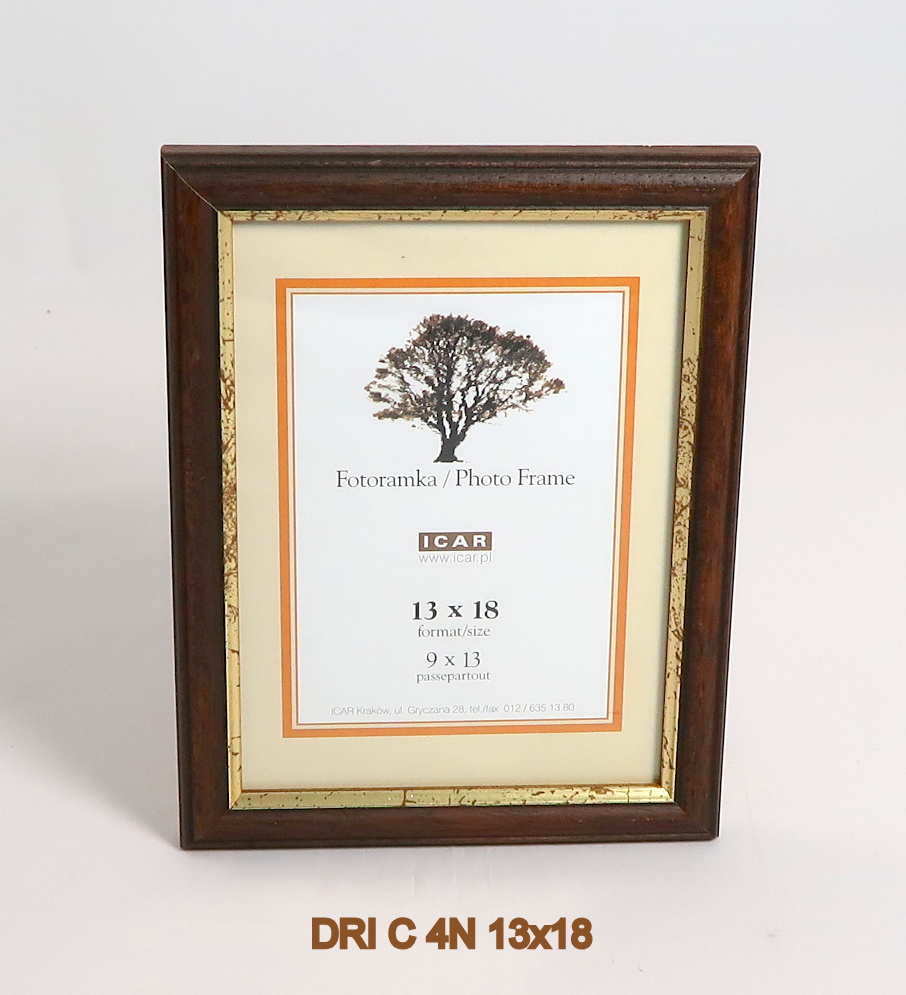 Fotoramka / Photo Frame
ICAR
www.icar.pl
13 x 18
format/size
9 x 13
passepartout
ICAR Kraków, ul. Gryczana 28, tel./fax 012 / 635 13 80
DRI C 4N 13x18